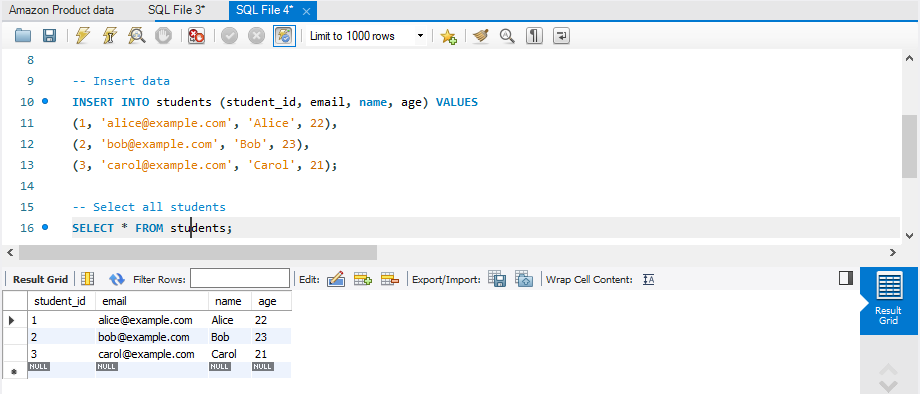 Amazon Product data SQL File 3* SQL File 4*
Limit to 1000 rows
8
9 -- Insert data
10 INSERT INTO students (student_id, email, name, age) VALUES
11 (1, 'alice@example.com', 'Alice', 22),
12 (2, 'bob@example.com', 'Bob', 23),
13 (3, 'carol@example.com', 'Carol', 21);
14
15 -- Select all students
16 SELECT * FROM students;
Result Grid Filter Rows: Edit: Export/Import: Wrap Cell Content: IA
student_id email name age
1 alice@example.com Alice 22
2 bob@example.com Bob 23
3 carol@example.com Carol 21
NULL NULL NULL NULL
Result
Grid